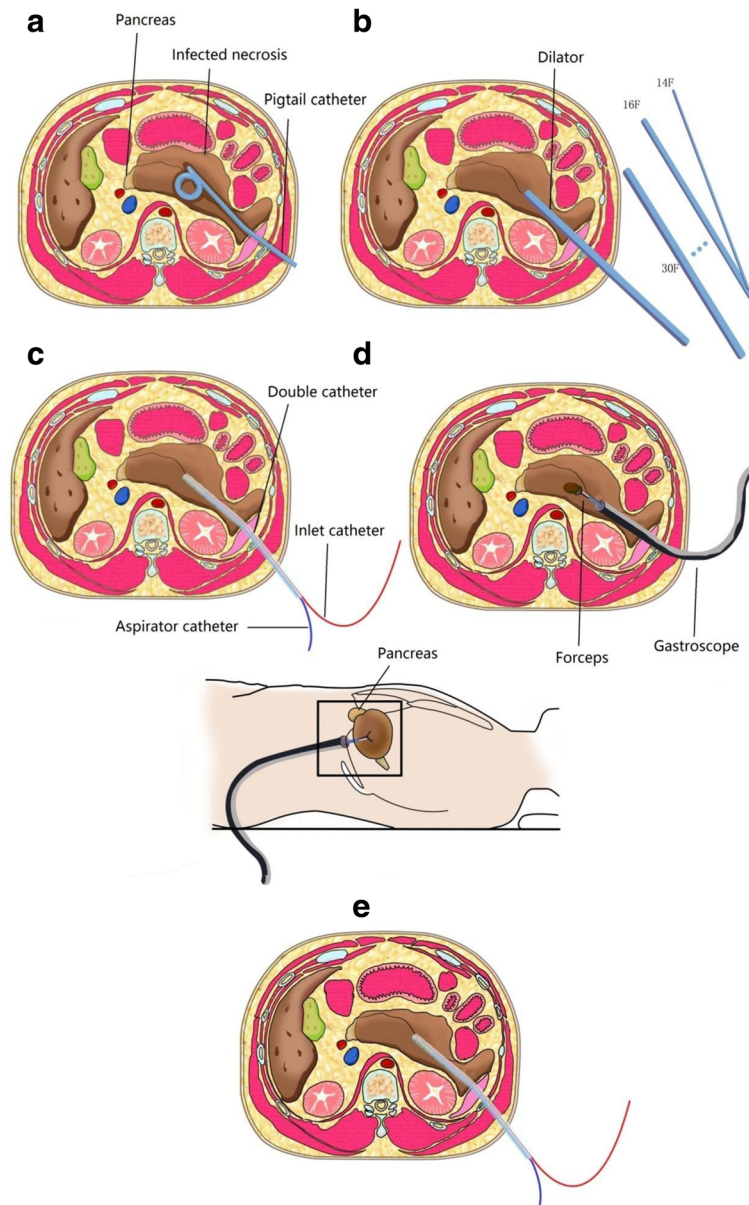 a
Pancreas
Infected necrosis
Pigtail catheter
b
Dilator
14F
16F
30F
c
Double catheter
Inlet catheter
Aspirator catheter
d
Forceps
Gastroscope
Pancreas
e